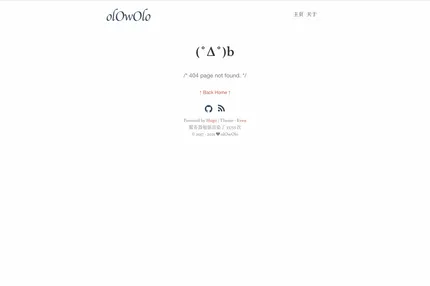 olOwOlo
主页 关于
(*Δ*)b
/* 404 page not found. */
↑ Back Home !
Powered by Hugo | Theme - Even
© 2017 - 2021 ♥ olOwOlo